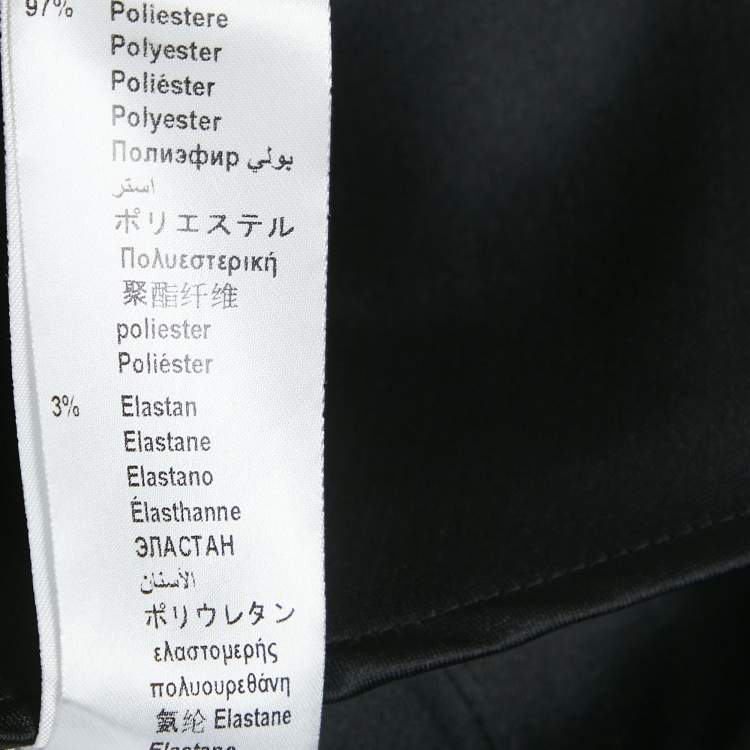 97% Poliestere
Polyester
Poliéster
Polyester
Полиэфир بولي
استر
ポリエステル
Πολυεστερική
聚酯纤维
poliester
Poliéster
3% Elastan
Elastane
Elastano
Élasthanne
ЭЛАСТАН
الأسنان
ポリウレタン
ελαστομερής
πολυουρεθάνη
氨纶 Elastane
Elastane